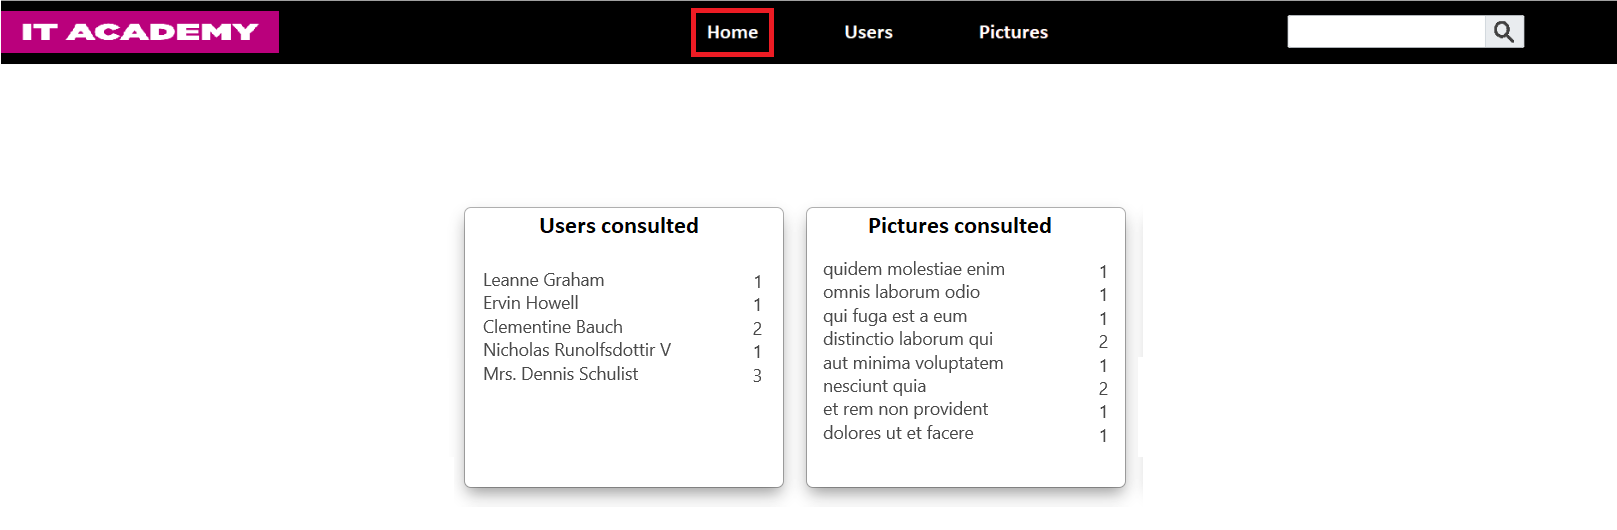 IT ACADEMY
Home Users Pictures
Users consulted
Leanne Graham 1
Ervin Howell 1
Clementine Bauch 2
Nicholas Runolfsdottir V 1
Mrs. Dennis Schulist 3
Pictures consulted
quidem molestiae enim 1
omnis laborum odio 1
qui fuga est a eum 1
distinctio laborum qui 2
aut minima voluptatem 1
nesciunt quia 2
et rem non provident 1
dolores ut et facere 1